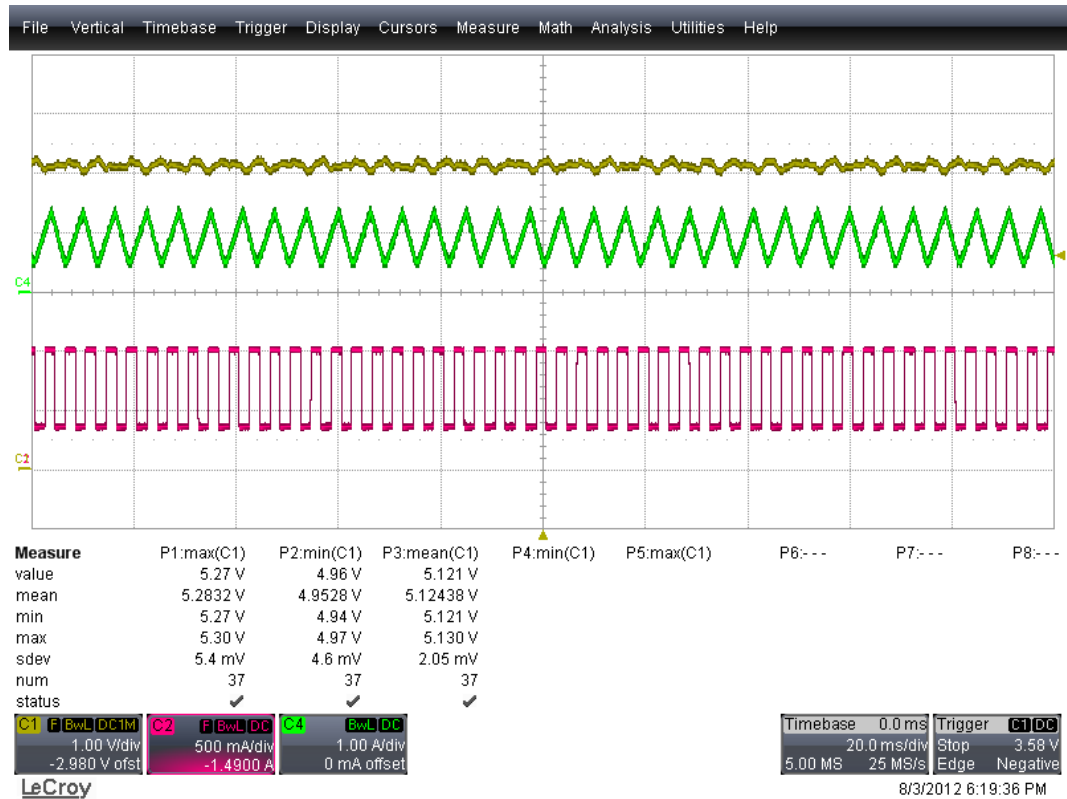 File Vertical Timebase Trigger Display Cursors Measure Math Analysis Utilities Help
C4
C2
Measure P1:max(C1) P2:min(C1) P3:mean(C1) P4:min(C1) P5:max(C1) P6:- - - P7:- - - P8:- - -
value 5.27 V 4.96 V 5.121 V
mean 5.2832 V 4.9528 V 5.12438 V
min 5.27 V 4.94 V 5.121 V
max 5.30 V 4.97 V 5.130 V
sdev 5.4 mV 4.6 mV 2.05 mV
num 37 37 37
status
C1 F BwL DC1M C2 F BwL DC C4 BwL DC Timebase 0.0 ms Trigger C1 DC
1.00 V/div 500 mA/div 1.00 A/div 20.0 ms/div Stop 3.58 V
-2.980 V ofst -1.4900 A 0 mA offset 5.00 MS 25 MS/s Edge Negative
LeCroy 8/3/2012 6:19:36 PM